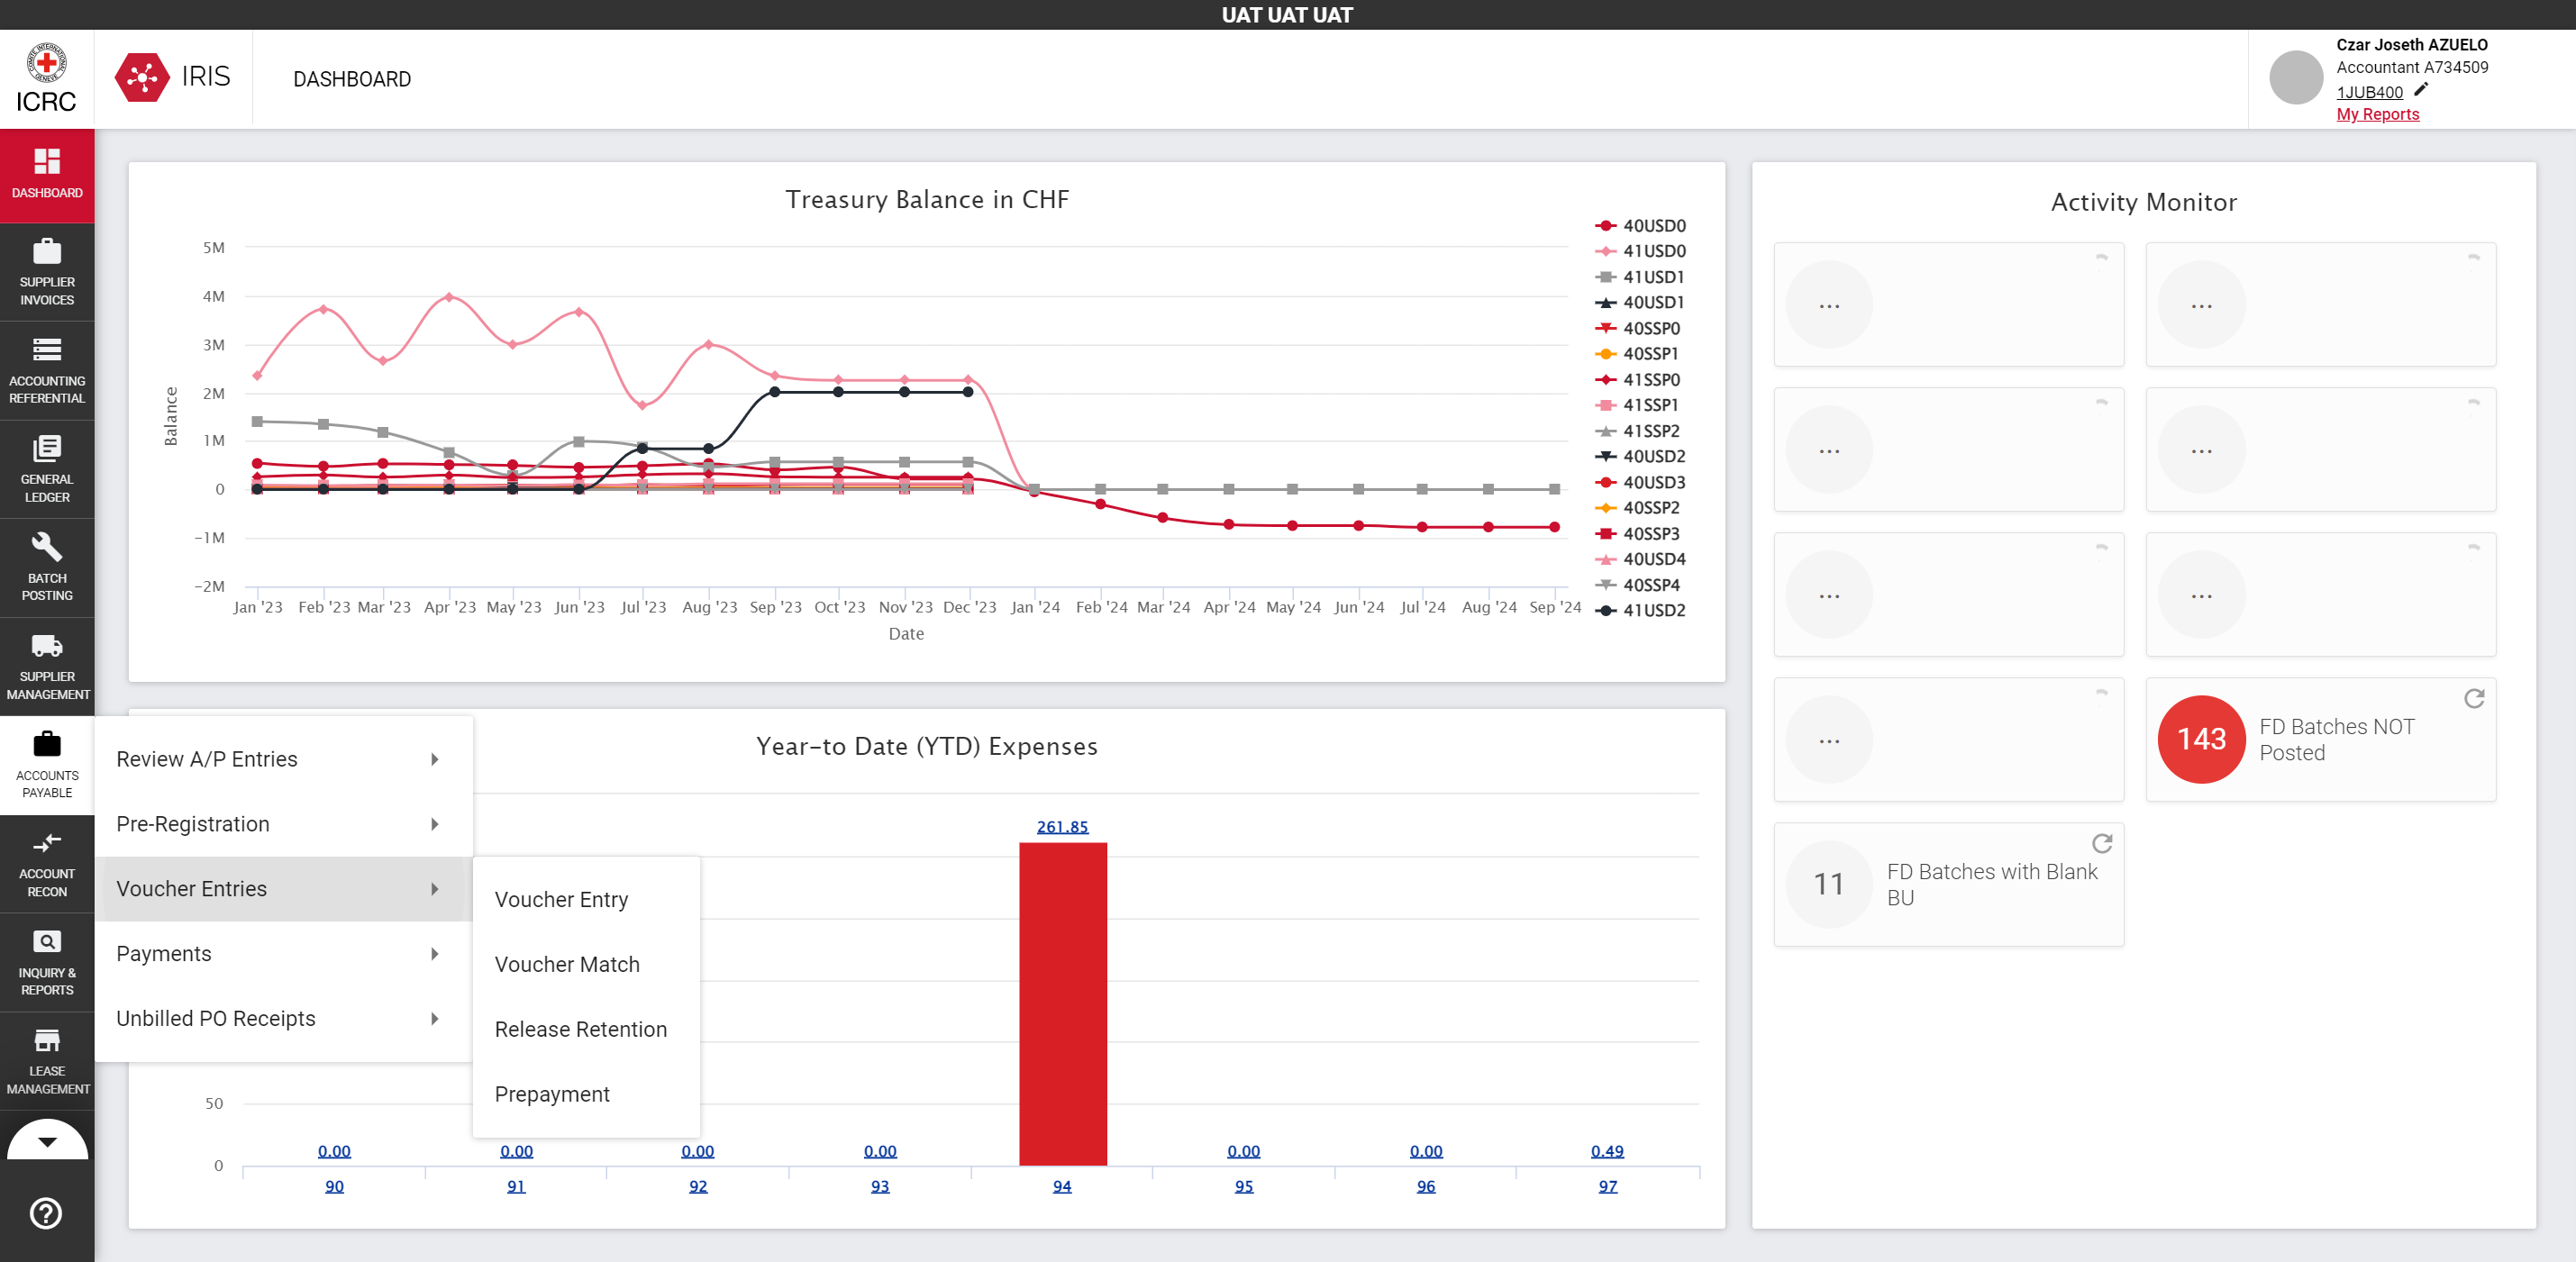 UAT UAT UAT
ICRC
IRIS
DASHBOARD
Czar Joseth AZUELO
Accountant A734509
1JUB400
My Reports
DASHBOARD
SUPPLIER
INVOICES
ACCOUNTING
REFERENTIAL
GENERAL
LEDGER
BATCH
POSTING
SUPPLIER
MANAGEMENT
ACCOUNTS
PAYABLE
ACCOUNT
RECON
INQUIRY &
REPORTS
LEASE
MANAGEMENT
Review A/P Entries
Pre-Registration
Voucher Entries
Payments
Unbilled PO Receipts
Voucher Entry
Voucher Match
Release Retention
Prepayment
Treasury Balance in CHF
5M
4M
3M
2M
1M
0
−1M
−2M
Balance
Jan '23 Feb '23 Mar '23 Apr '23 May '23 Jun '23 Jul '23 Aug '23 Sep '23 Oct '23 Nov '23 Dec '23 Jan '24 Feb '24 Mar '24 Apr '24 May '24 Jun '24 Jul '24 Aug '24 Sep '24
Date
40USD0
41USD0
41USD1
40USD1
40SSP0
40SSP1
41SSP0
41SSP1
41SSP2
40USD2
40USD3
40SSP2
40SSP3
40USD4
40SSP4
41USD2
Year-to Date (YTD) Expenses
261.85
50
0
0.00 0.00 0.00 0.00 0.00 0.00 0.49
90 91 92 93 94 95 96 97
Activity Monitor
... ...
... ...
... ...
...
143
FD Batches NOT
Posted
11
FD Batches with Blank
BU